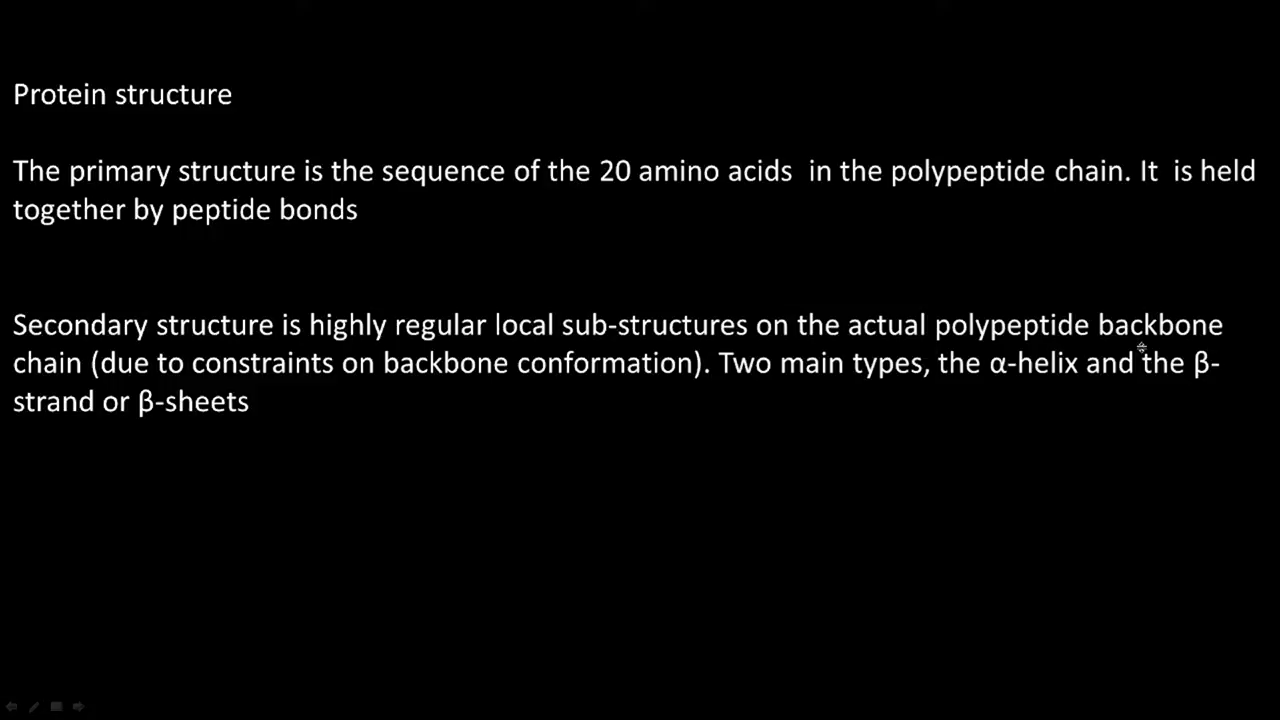 Protein structure
The primary structure is the sequence of the 20 amino acids  in the polypeptide chain. It  is held
together by peptide bonds
Secondary structure is highly regular local sub-structures on the actual polypeptide backbone
chain (due to constraints on backbone conformation). Two main types, the α-helix and the β-
strand or β-sheets